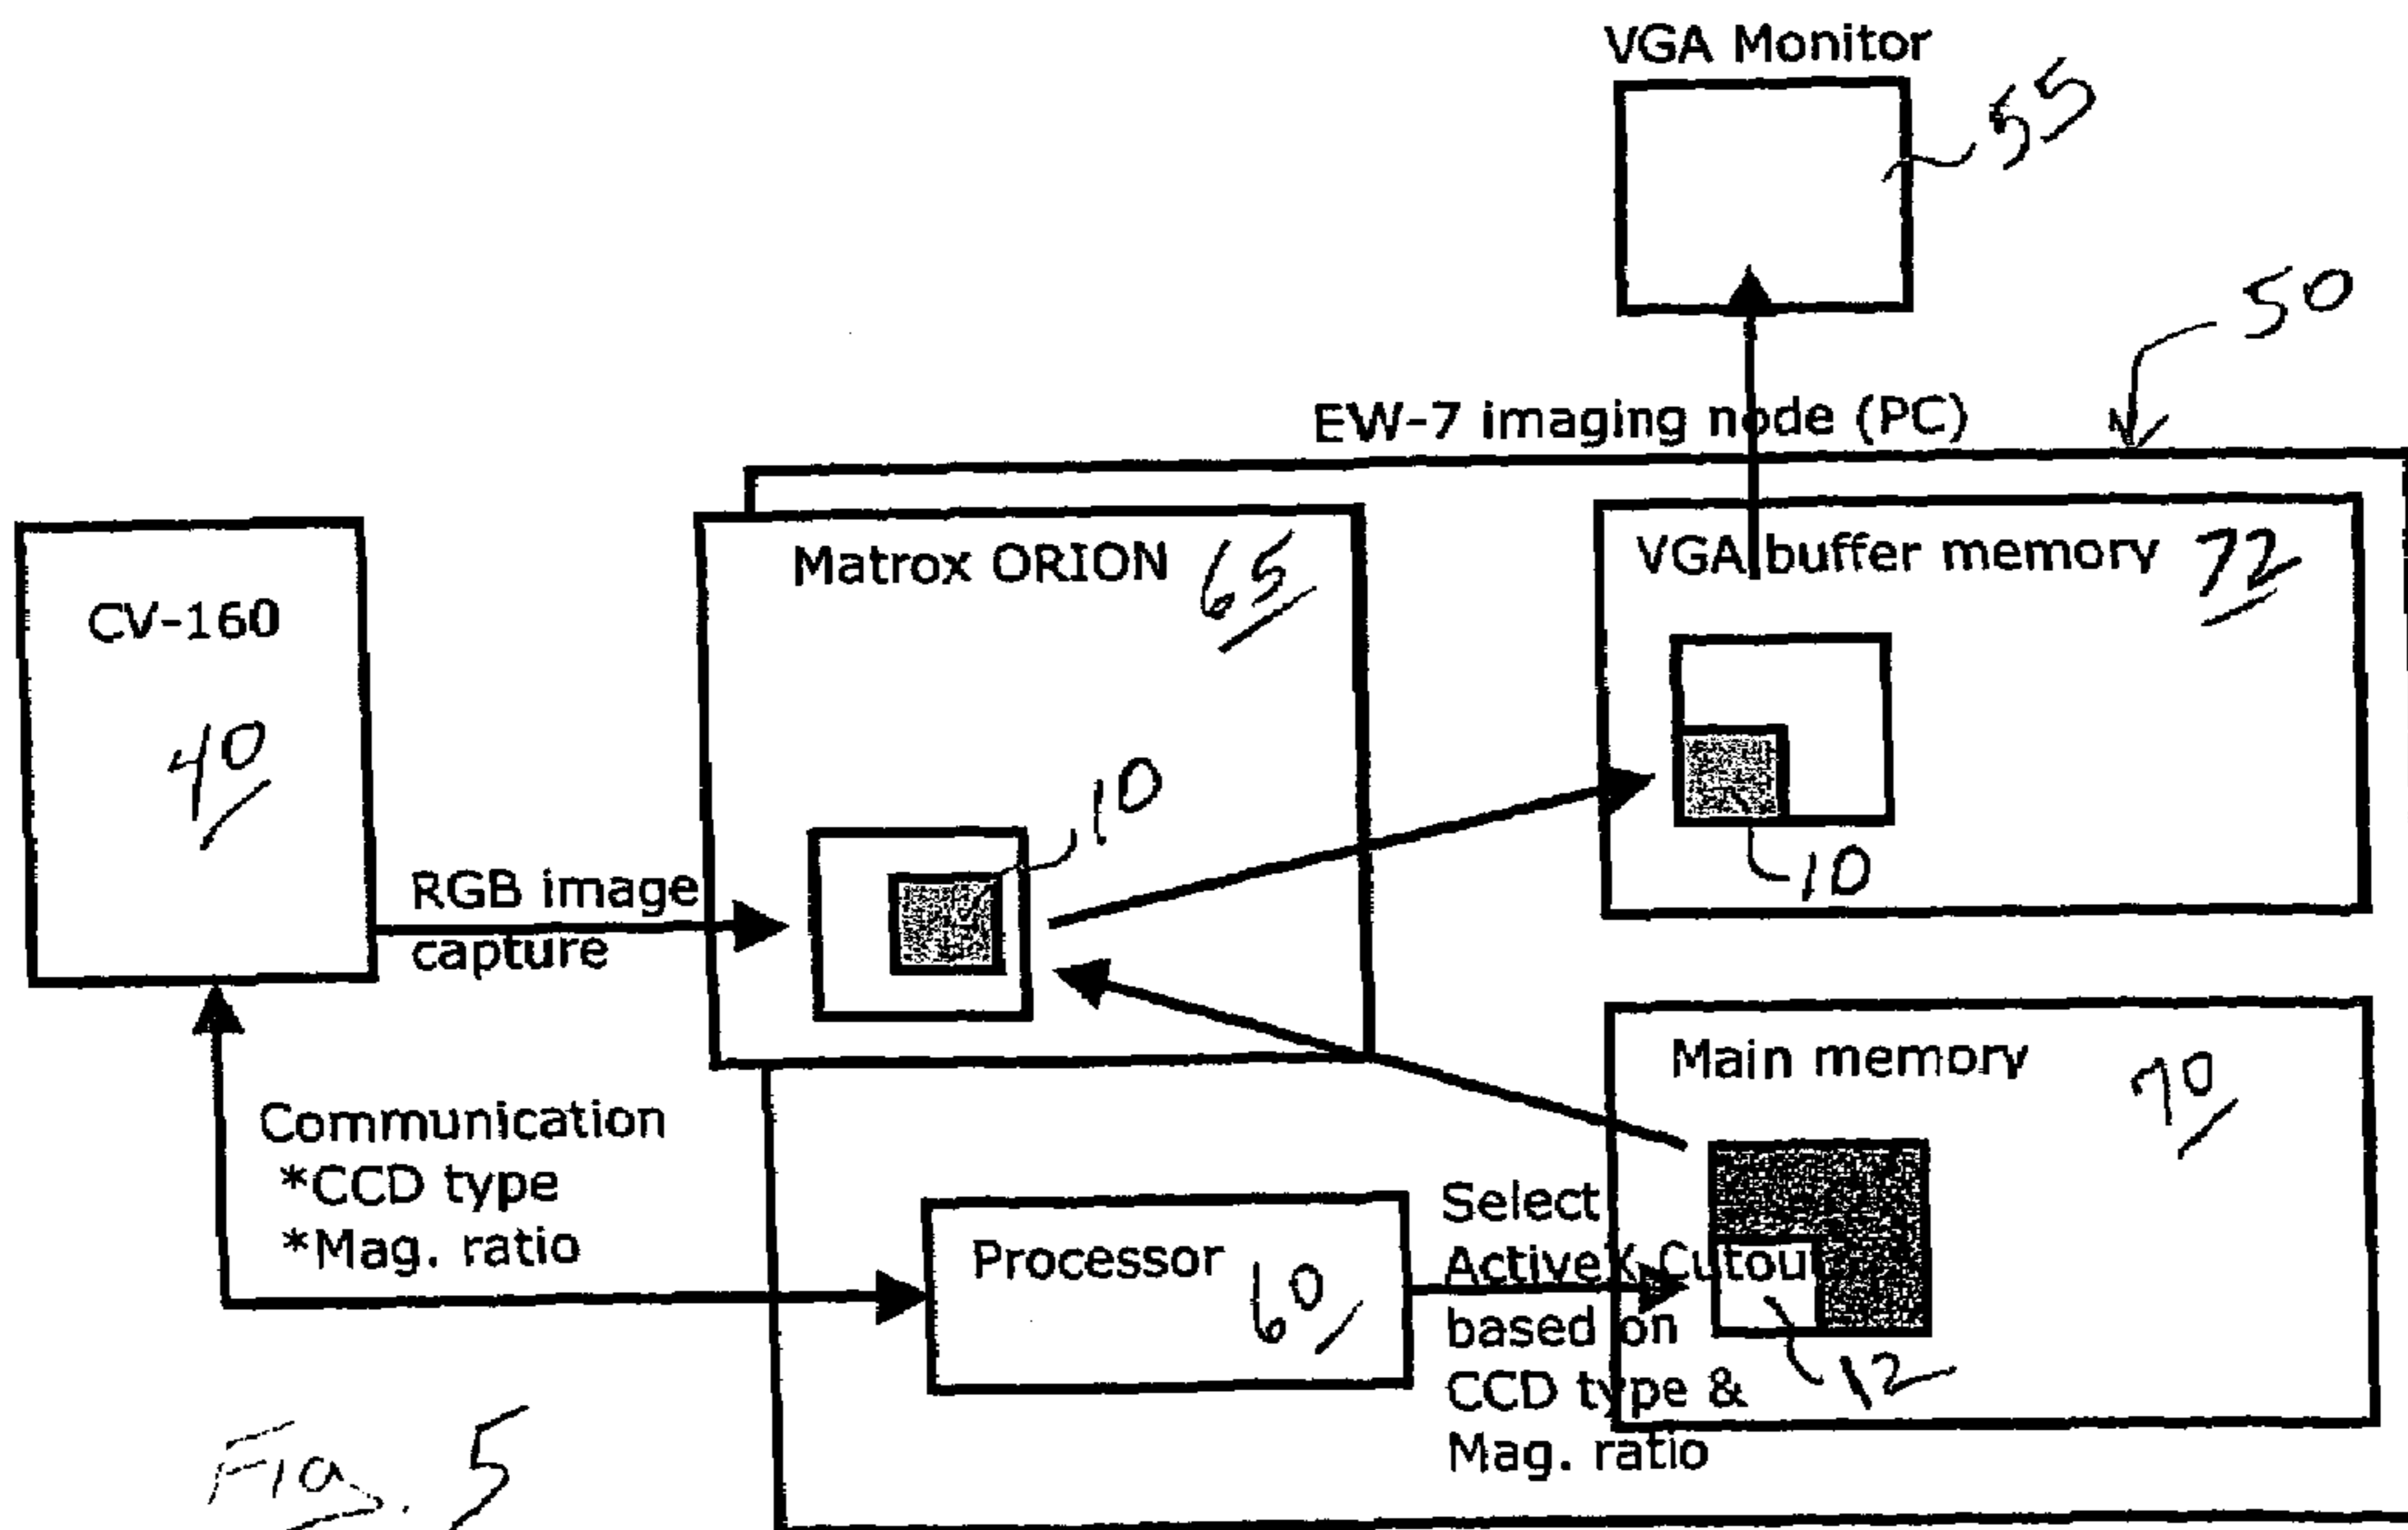 VGA Monitor
55
50
EW-7 imaging node (PC)
CV-160
40
Matrox ORION 65
10
VGA buffer memory 72
10
RGB image
capture
Main memory
70
12
Communication
*CCD type
*Mag. ratio
Processor 60
Select
ActiveX Cutout
based on
CCD type &
Mag. ratio
Fig. 5